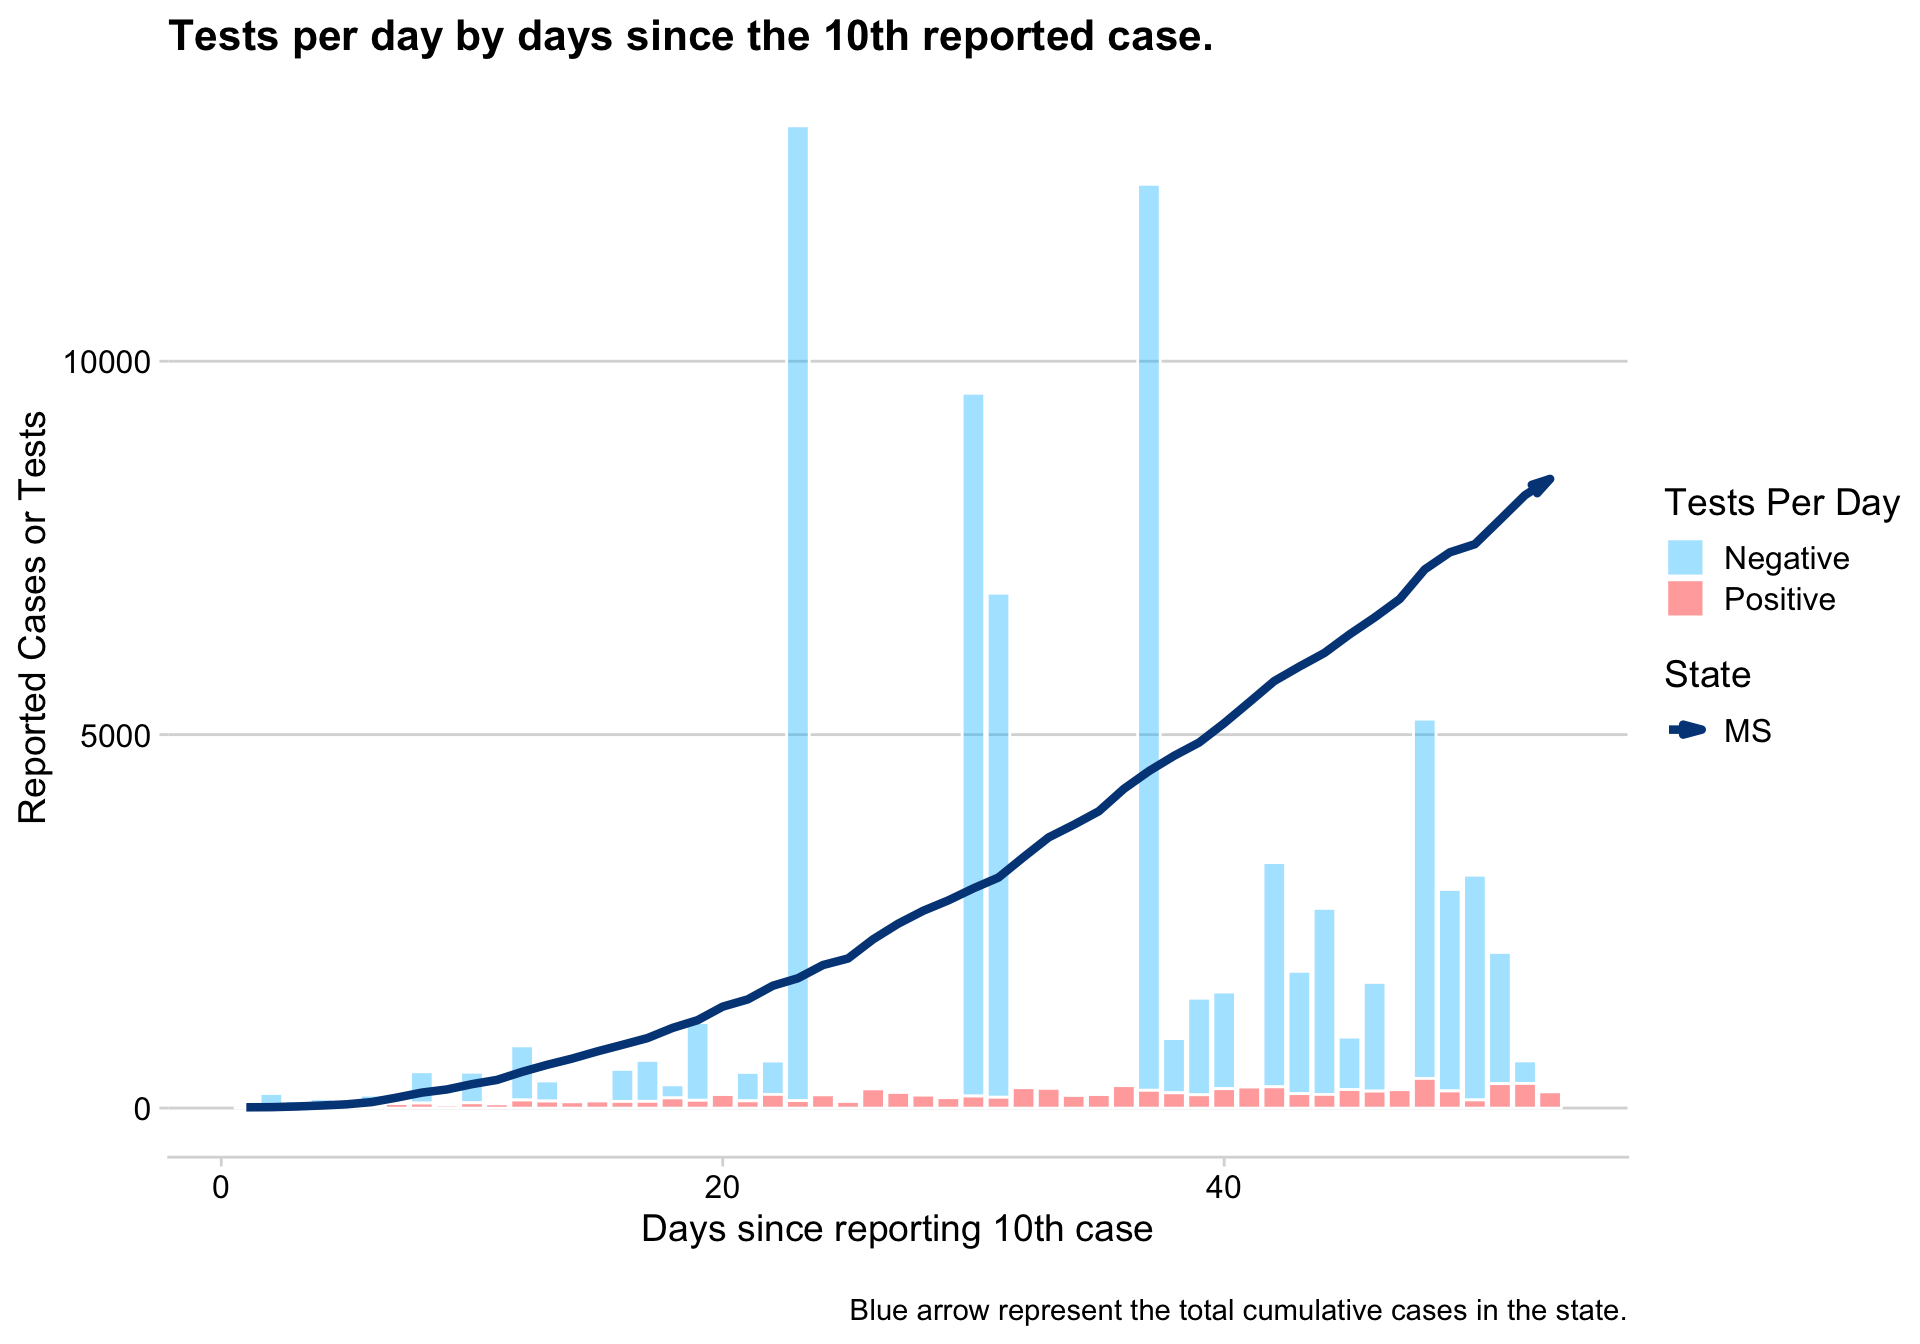 Tests per day by days since the 10th reported case.
10000
5000
0
Reported Cases or Tests
0
20
40
Days since reporting 10th case
Tests Per Day
Negative
Positive
State
MS
Blue arrow represent the total cumulative cases in the state.